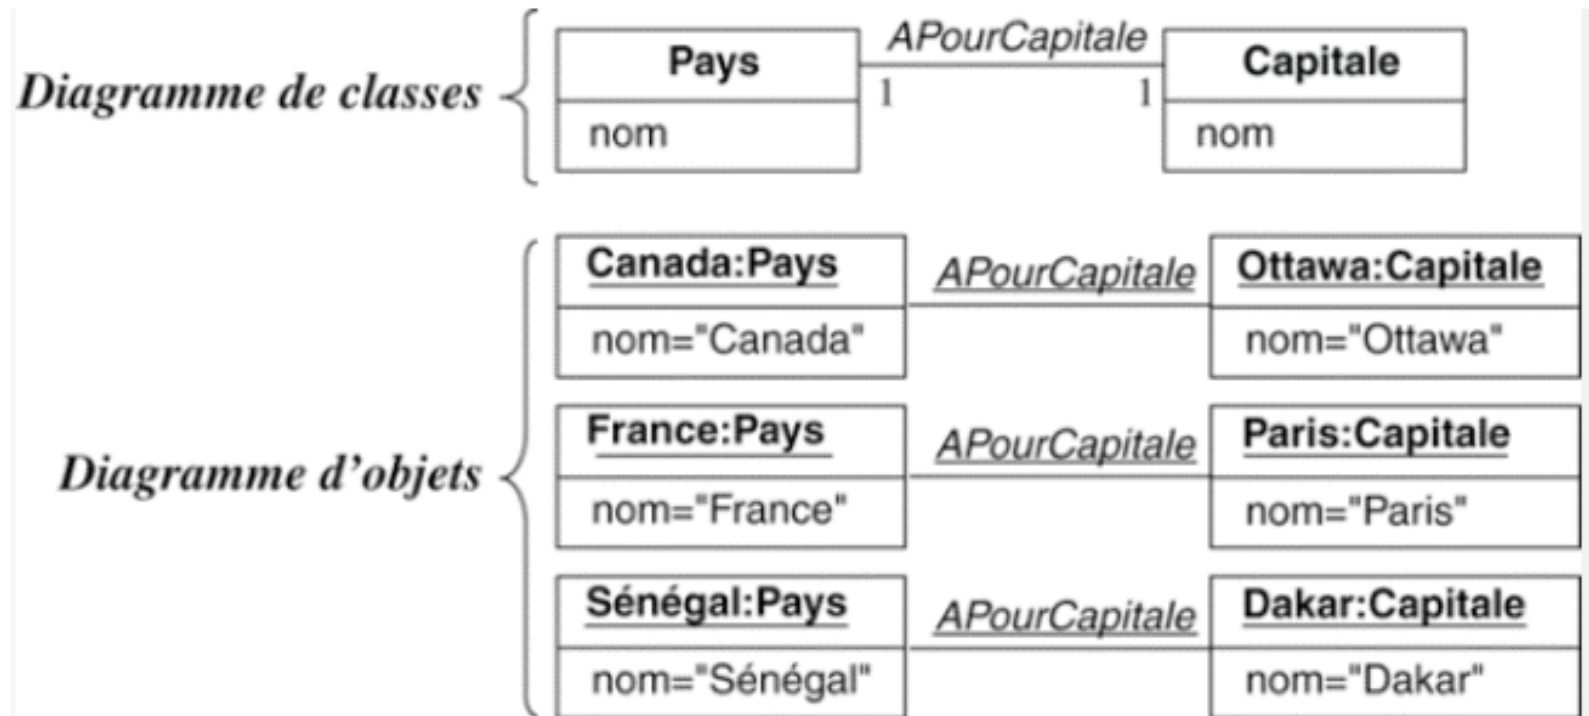 Diagramme de classes
Pays
APourCapitale
Capitale
1
1
nom
nom
Diagramme d'objets
Canada:Pays
APourCapitale
Ottawa:Capitale
nom="Canada"
nom="Ottawa"
France:Pays
APourCapitale
Paris:Capitale
nom="France"
nom="Paris"
Sénégal:Pays
APourCapitale
Dakar:Capitale
nom="Sénégal"
nom="Dakar"